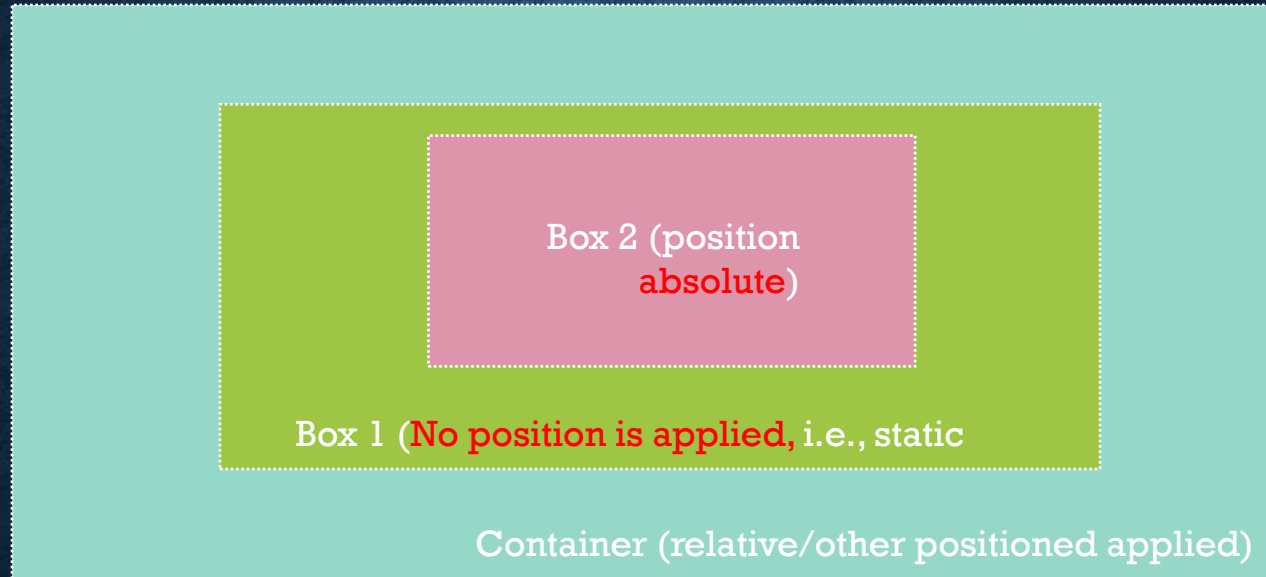 Box 2 (position
absolute)
Box 1 (No position is applied, i.e., static
Container (relative/other positioned applied)